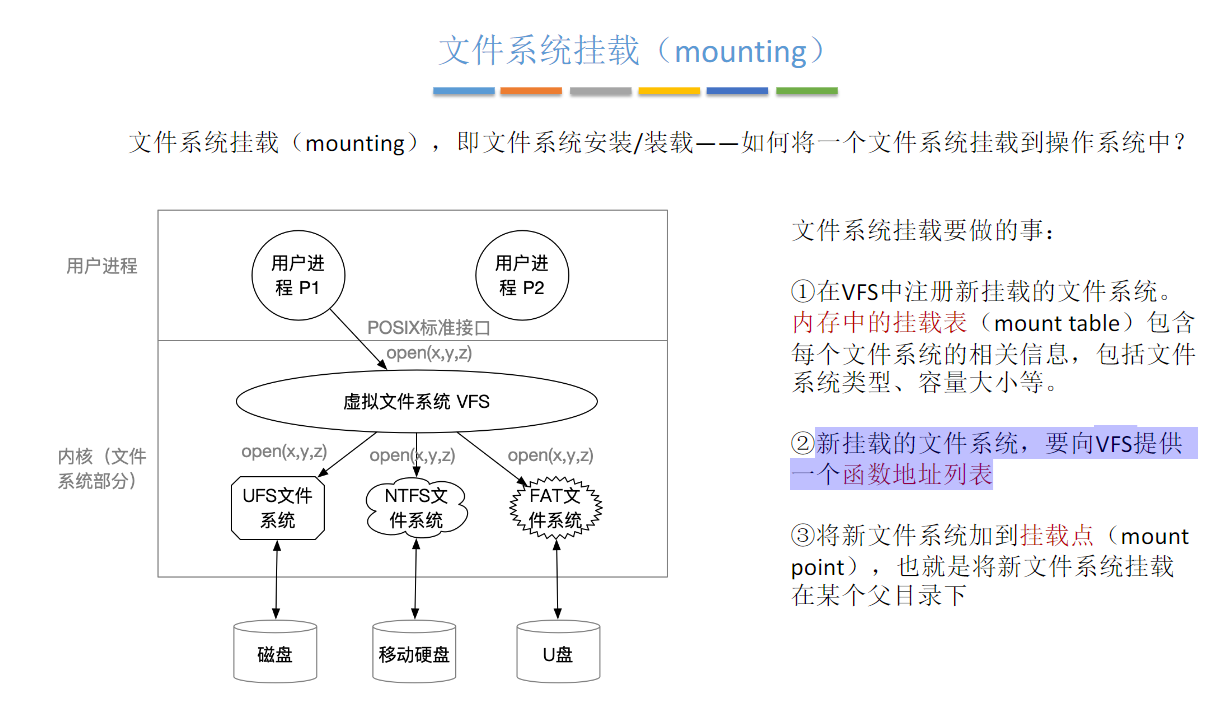 文件系统挂载（mounting）
文件系统挂载（mounting），即文件系统安装/装载——如何将一个文件系统挂载到操作系统中？
用户进程
用户进
程 P1
用户进
程 P2
POSIX标准接口
open(x,y,z)
虚拟文件系统 VFS
内核（文件
系统部分）
open(x,y,z)
open(x,y,z)
open(x,y,z)
UFS文件
系统
NTFS文
件系统
FAT文
件系统
磁盘
移动硬盘
U盘
文件系统挂载要做的事：
①在VFS中注册新挂载的文件系统。
内存中的挂载表（mount table）包含
每个文件系统的相关信息，包括文件
系统类型、容量大小等。
②新挂载的文件系统，要向VFS提供
一个函数地址列表
③将新文件系统加到挂载点（mount
point），也就是将新文件系统挂载
在某个父目录下